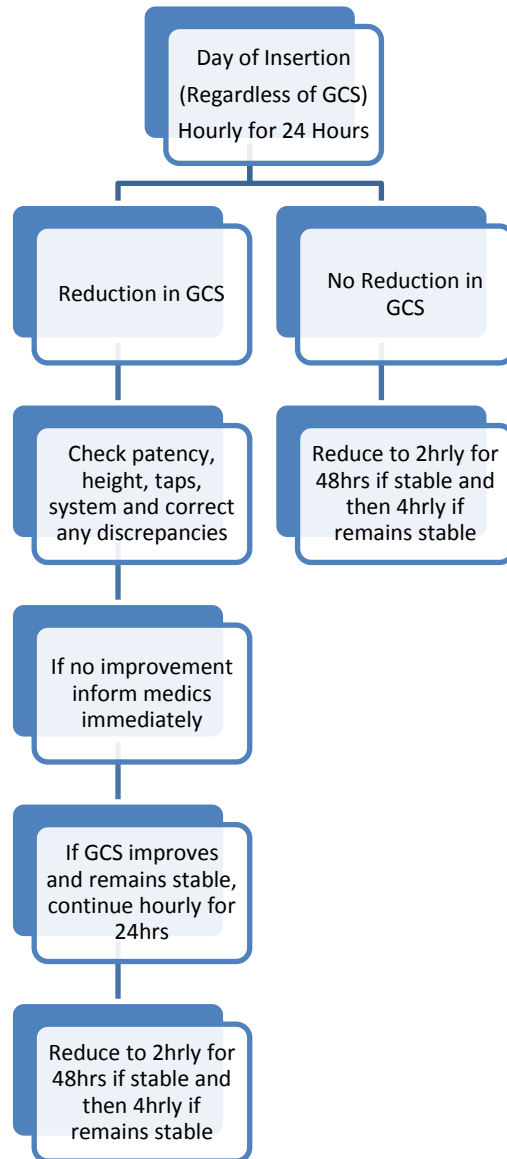 Day of Insertion
(Regardless of GCS)
Hourly for 24 Hours
Reduction in GCS
No Reduction in
GCS
Check patency,
height, taps,
system and correct
any discrepancies
Reduce to 2hrly for
48hrs if stable and
then 4hrly if
remains stable
If no improvement
inform medics
immediately
If GCS improves
and remains stable,
continue hourly for
24hrs
Reduce to 2hrly for
48hrs if stable and
then 4hrly if
remains stable